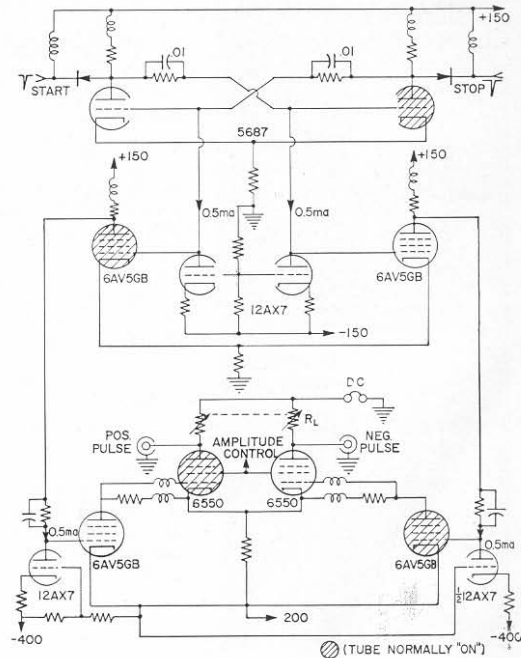 +150
.01
.01
START
STOP
5687
+150
+150
0.5ma
0.5ma
6AV5GB
6AV5GB
12AX7
-150
DC
POS.
PULSE
AMPLITUDE
CONTROL
RL
NEG.
PULSE
6550
6550
0.5ma
6AV5GB
6AV5GB
0.5ma
12AX7
200
½12AX7
-400
-400
(TUBE NORMALLY "ON")